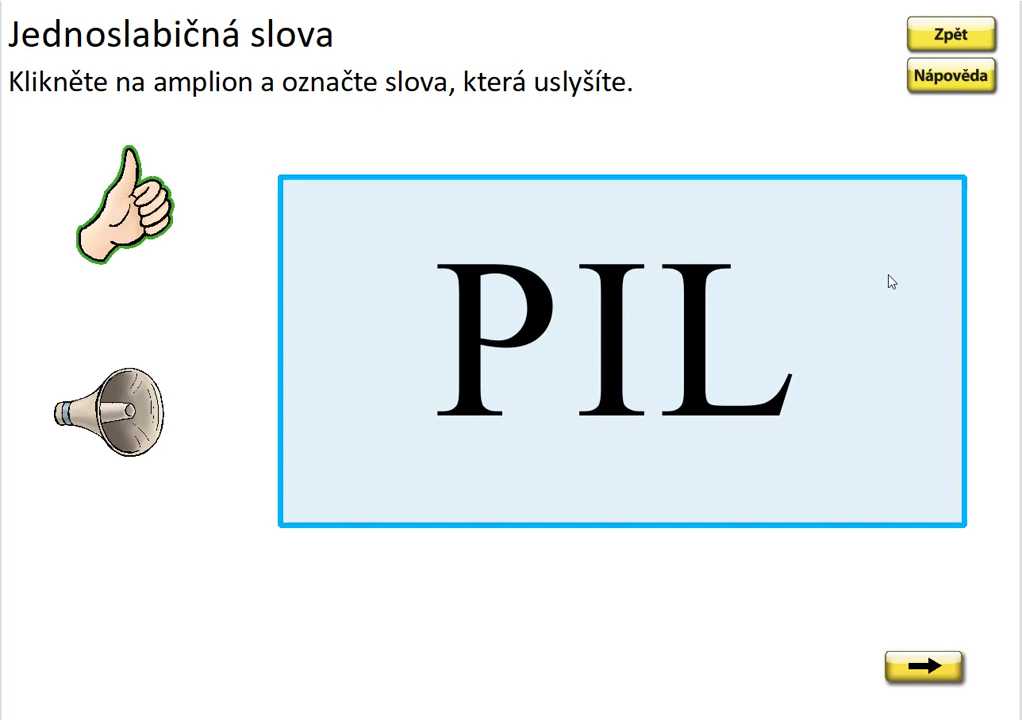 Jednoslabičná slova
Zpět
Klikněte na amplion a označte slova, která uslyšíte.
Nápověda
PIL